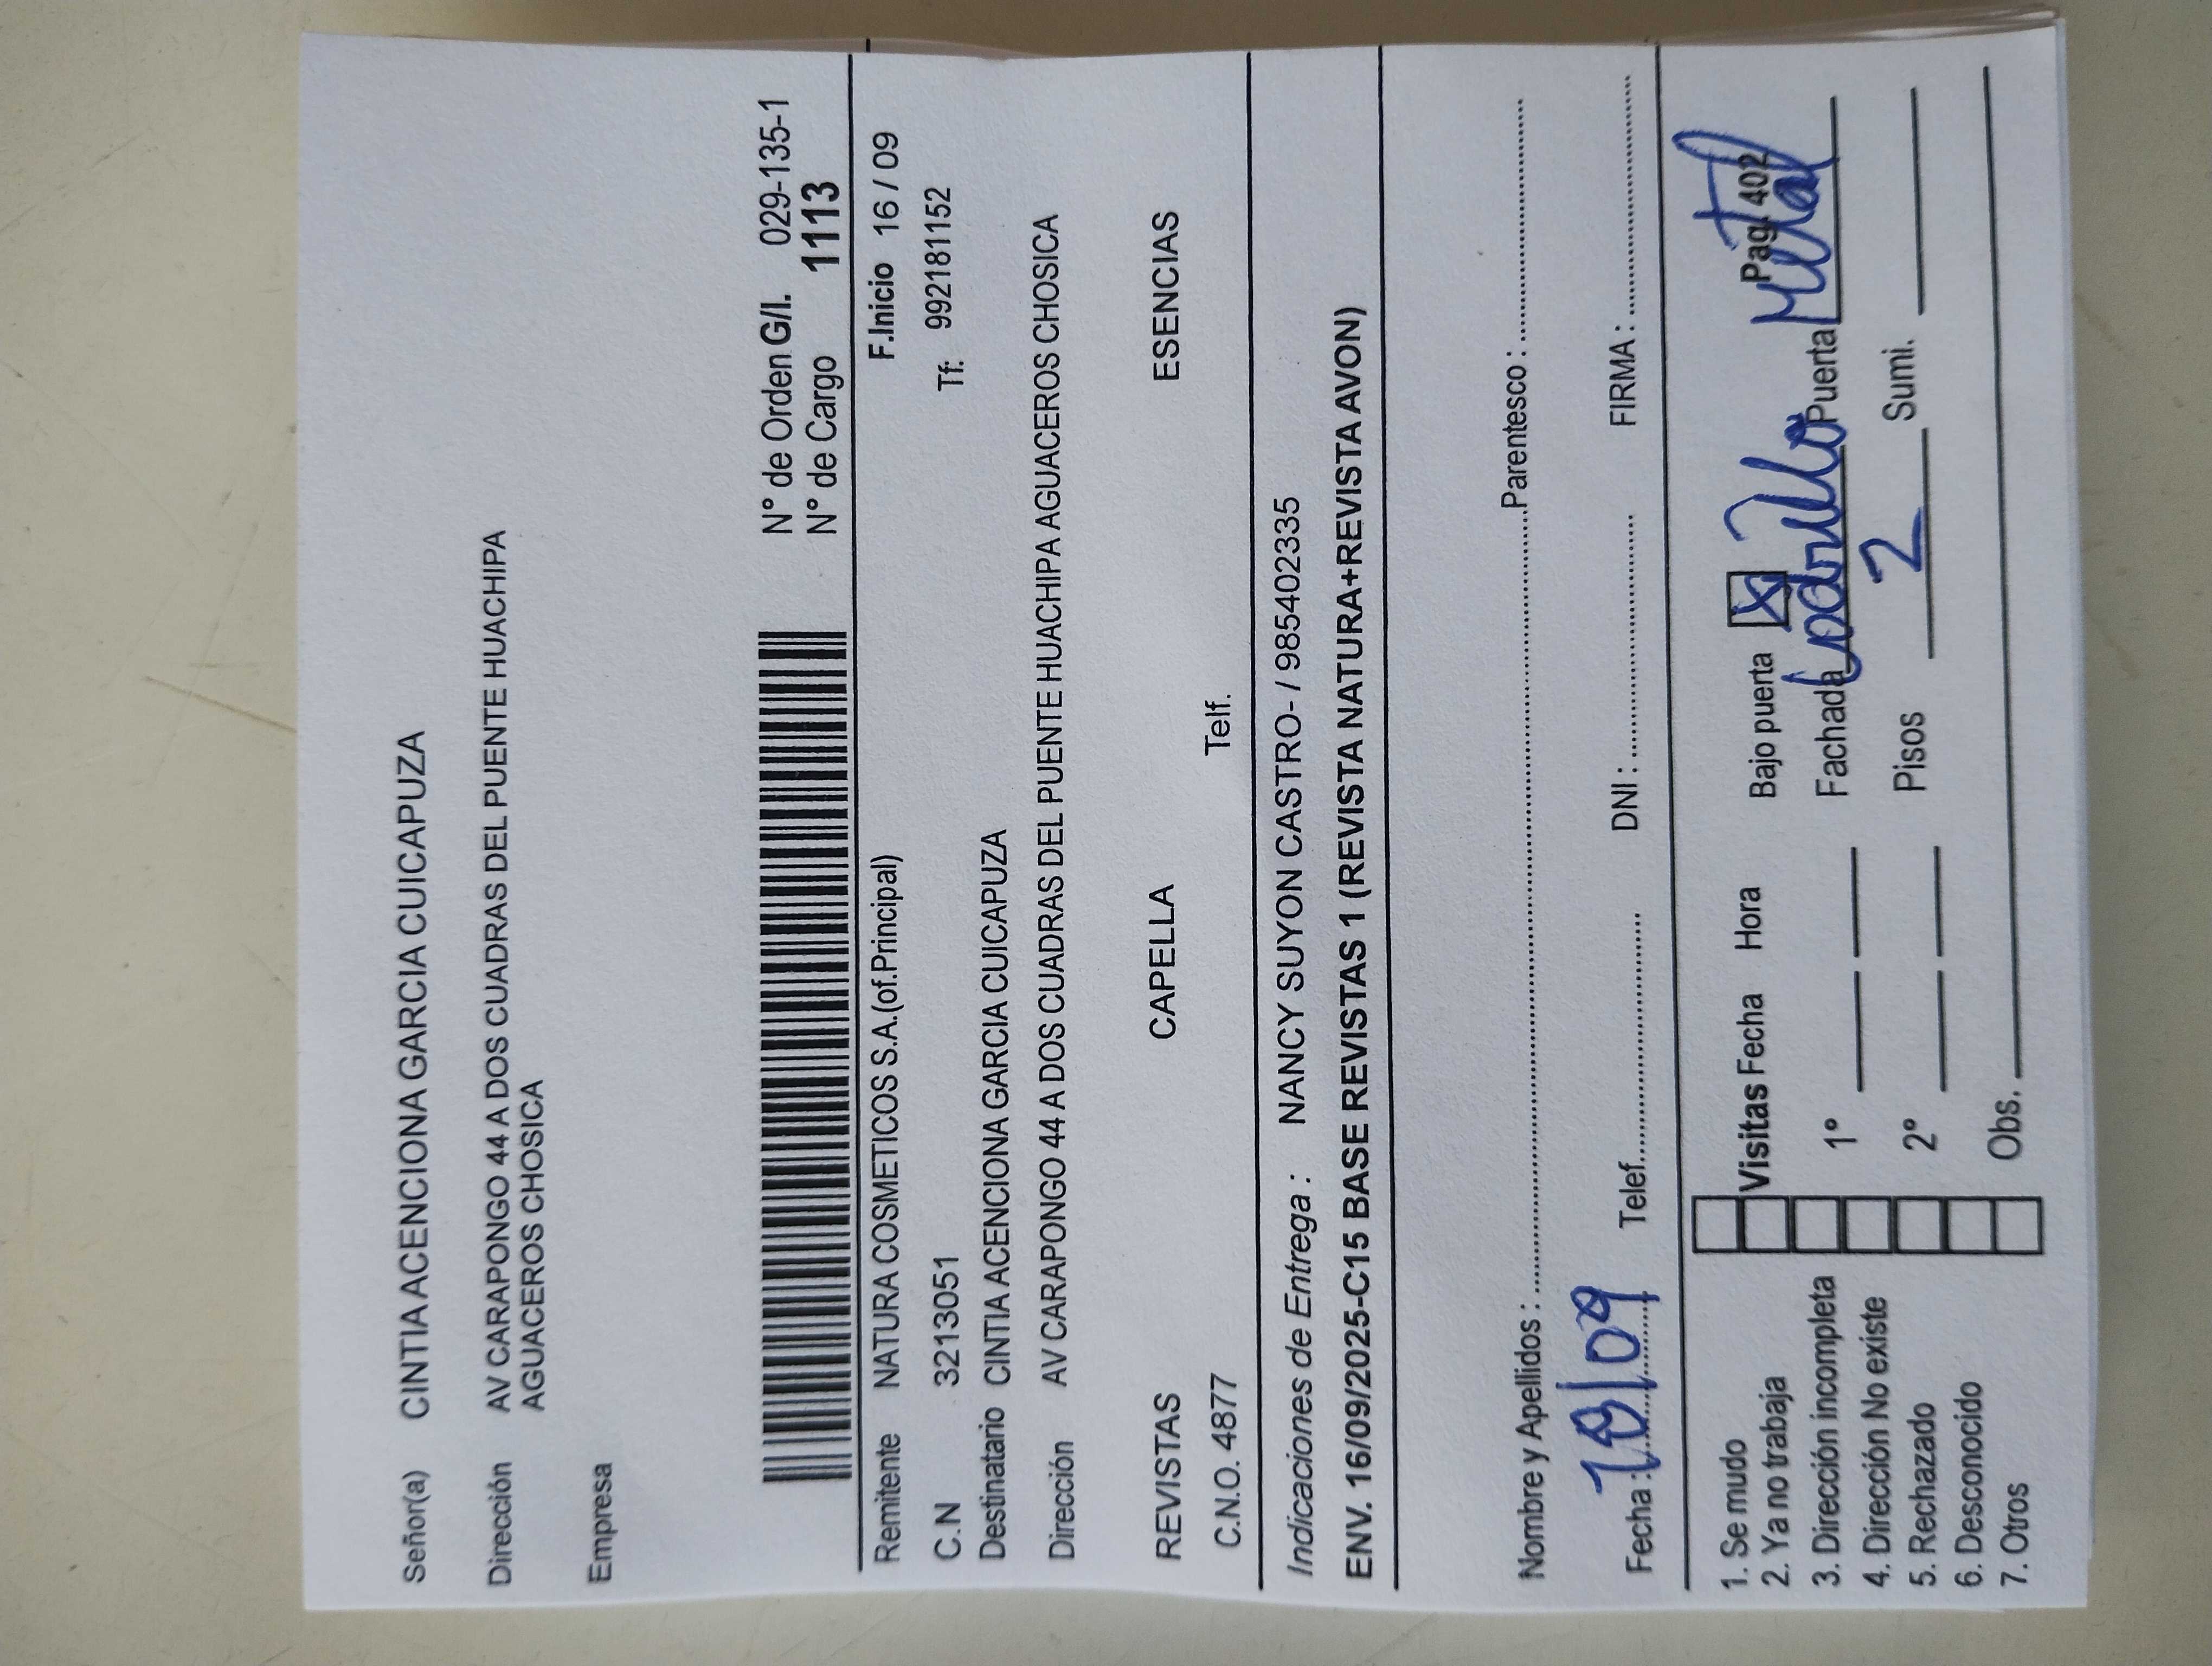 Señor(a) CINTIA ACENCIONA GARCIA CUICAPUZA
Dirección AV CARAPONGO 44 A DOS CUADRAS DEL PUENTE HUACHIPA
AGUACEROS CHOSICA
Empresa
N° de Orden G/I. 029-135-1
N° de Cargo 1113
Remitente NATURA COSMETICOS S.A.(of.Principal) F.Inicio 16 / 09
C.N 3213051 Tf. 992181152
Destinatario CINTIA ACENCIONA GARCIA CUICAPUZA
Dirección AV CARAPONGO 44 A DOS CUADRAS DEL PUENTE HUACHIPA AGUACEROS CHOSICA
REVISTAS CAPELLA ESENCIAS
C.N.O. 4877 Telf.
Indicaciones de Entrega : NANCY SUYON CASTRO- / 985402335
ENV. 16/09/2025-C15 BASE REVISTAS 1 (REVISTA NATURA+REVISTA AVON)
Nombre y Apellidos : Parentesco :
Fecha : 18/09 Telef. DNI : FIRMA :
Pag. 402
1. Se mudo
2. Ya no trabaja
3. Dirección incompleta
4. Dirección No existe
5. Rechazado
6. Desconocido
7. Otros
Visitas Fecha Hora Bajo puerta X
1° Fachada Ladrillo Puerta Metal
2° Pisos 2 Sumi.
Obs.